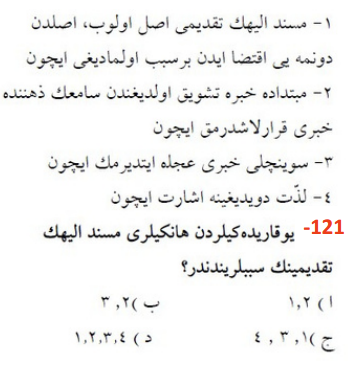 ١- مسند اليهك تقديمى اصل اولوب، اصلدن
دونمه يى اقتضا ايدن برسبب اولماديغى ايچون
٢- مبتداده خبره تشويق اولديغندن سامعك ذهننده
خبرى قرارلاشدرمق ايچون
٣- سوينچلى خبرى عجله ايتديرمك ايچون
٤- لذّت دويديغينه اشارت ايچون
121- يوقاريده‌كيلردن هانكيلرى مسند اليهك
تقديمينك سببلريندندر؟
ا ) ١,٢ ب )٢, ٣
ج )١, ٣ , ٤ د ) ١,٢,٣,٤